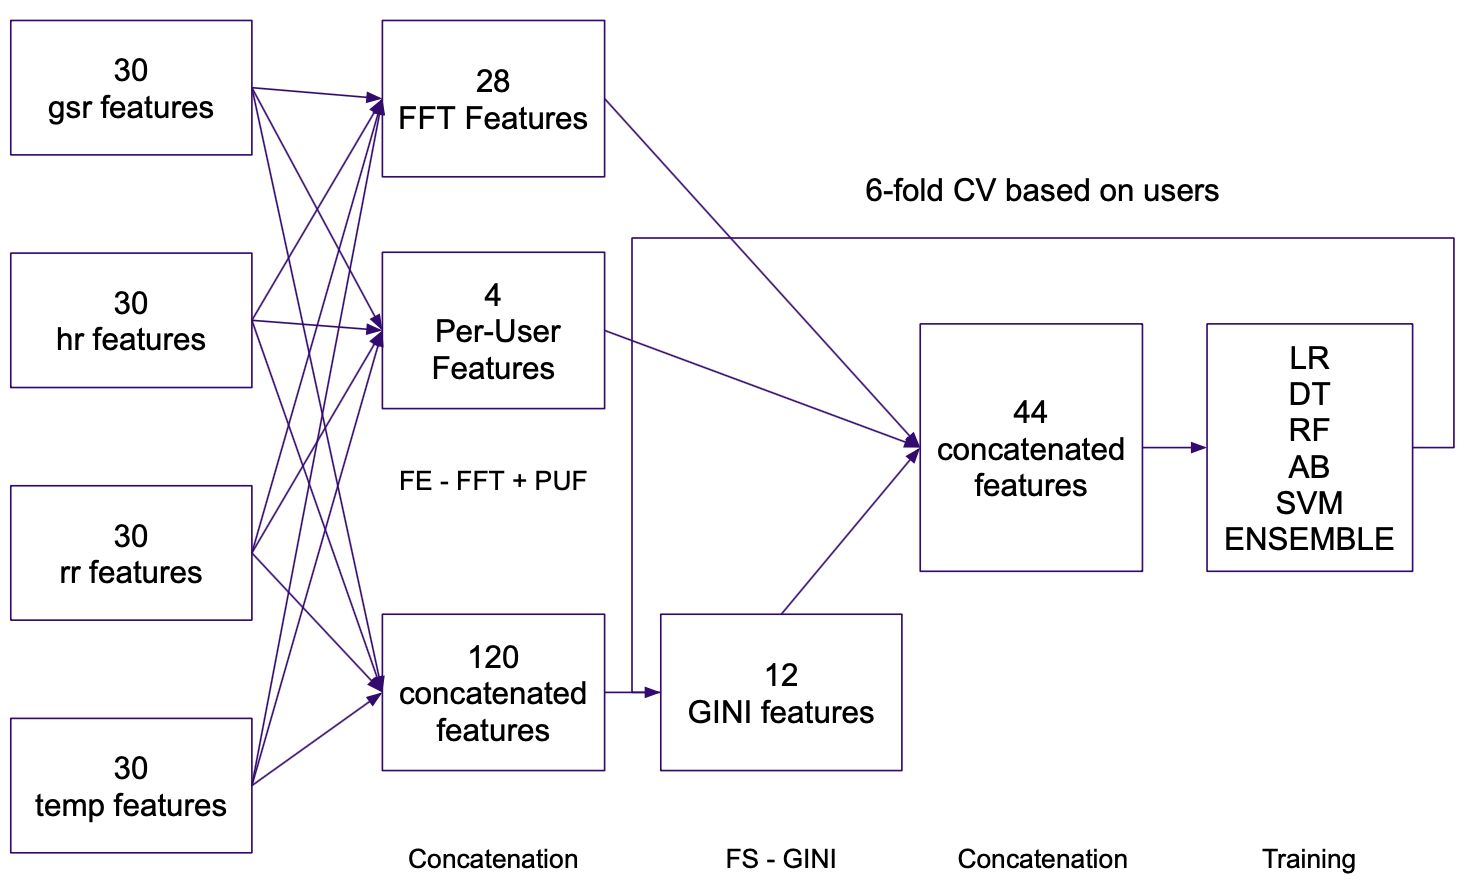 30
gsr features
30
hr features
30
rr features
30
temp features
28
FFT Features
4
Per-User
Features
FE - FFT + PUF
120
concatenated
features
Concatenation
12
GINI features
FS - GINI
6-fold CV based on users
44
concatenated
features
Concatenation
LR
DT
RF
AB
SVM
ENSEMBLE
Training